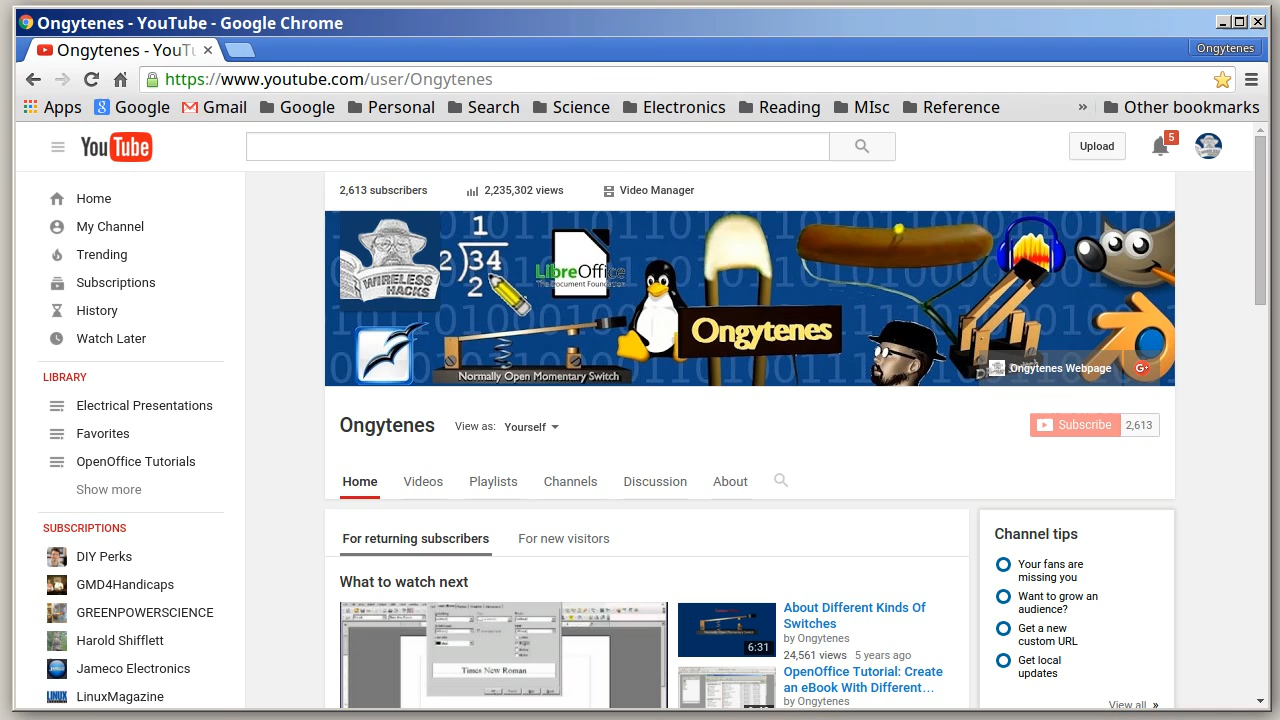 Ongytenes - YouTube - Google Chrome
Ongytenes - YouTu
Ongytenes
https://www.youtube.com/user/Ongytenes
Apps Google Gmail Google Personal Search Science Electronics Reading MIsc Reference » Other bookmarks
YouTube
Upload
5
2,613 subscribers 2,235,302 views Video Manager
Home
My Channel
Trending
Subscriptions
History
Watch Later
LIBRARY
Electrical Presentations
Favorites
OpenOffice Tutorials
Show more
SUBSCRIPTIONS
DIY Perks
GMD4Handicaps
GREENPOWERSCIENCE
Harold Shifflett
Jameco Electronics
LINUX LinuxMagazine
WIRELESS HACKS
1
2)34
2
LibreOffice
The Document Foundation
Ongytenes
Normally Open Momentary Switch
Ongytenes Webpage G+
Ongytenes View as: Yourself
Subscribe 2,613
Home Videos Playlists Channels Discussion About
For returning subscribers For new visitors
What to watch next
Times New Roman
6:31
About Different Kinds Of
Switches
by Ongytenes
24,561 views 5 years ago
OpenOffice Tutorial: Create
an eBook With Different...
by Ongytenes
Channel tips
Your fans are
missing you
Want to grow an
audience?
Get a new
custom URL
Get local
updates
View all »